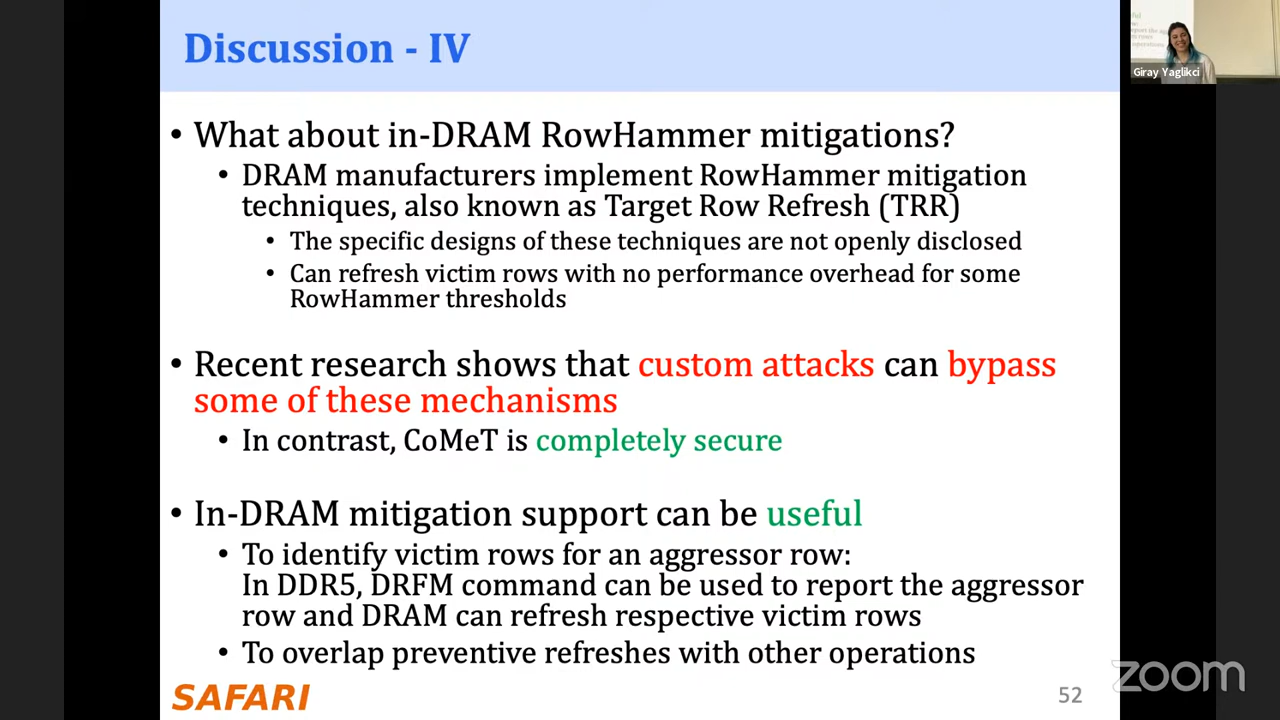 Discussion - IV
• What about in-DRAM RowHammer mitigations?
• DRAM manufacturers implement RowHammer mitigation
techniques, also known as Target Row Refresh (TRR)
• The specific designs of these techniques are not openly disclosed
• Can refresh victim rows with no performance overhead for some
RowHammer thresholds
• Recent research shows that custom attacks can bypass
some of these mechanisms
• In contrast, CoMeT is completely secure
• In-DRAM mitigation support can be useful
• To identify victim rows for an aggressor row:
In DDR5, DRFM command can be used to report the aggressor
row and DRAM can refresh respective victim rows
• To overlap preventive refreshes with other operations
SAFARI
52
Giray Yaglikci
zoom